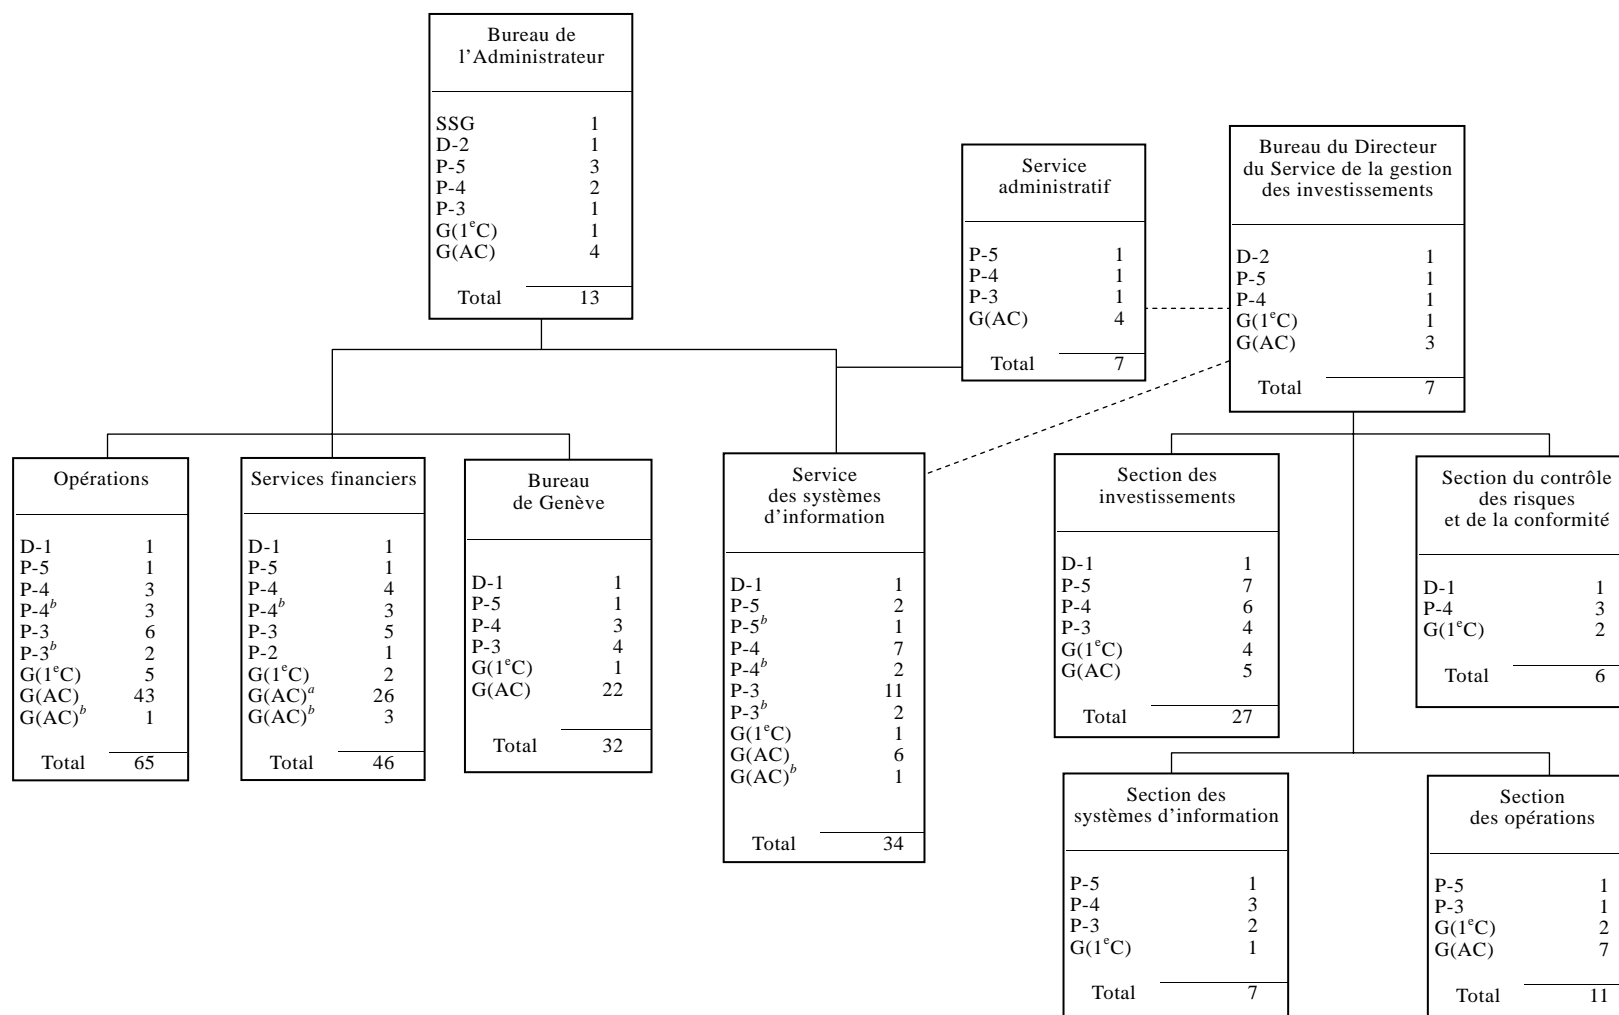 Bureau de
l’Administrateur
SSG 1
D-2 1
P-5 3
P-4 2
P-3 1
G(1eC) 1
G(AC) 4
Total 13
Service
administratif
P-5 1
P-4 1
P-3 1
G(AC) 4
Total 7
Bureau du Directeur
du Service de la gestion
des investissements
D-2 1
P-5 1
P-4 1
G(1eC) 1
G(AC) 3
Total 7
Opérations
D-1 1
P-5 1
P-4 3
P-4b 3
P-3 6
P-3b 2
G(1eC) 5
G(AC) 43
G(AC)b 1
Total 65
Services financiers
D-1 1
P-5 1
P-4 4
P-4b 3
P-3 5
P-2 1
G(1eC) 2
G(AC)a 26
G(AC)b 3
Total 46
Bureau
de Genève
D-1 1
P-5 1
P-4 3
P-3 4
G(1eC) 1
G(AC) 22
Total 32
Service
des systèmes
d’information
D-1 1
P-5 2
P-5b 1
P-4 7
P-4b 2
P-3 11
P-3b 2
G(1eC) 1
G(AC) 6
G(AC)b 1
Total 34
Section des
investissements
D-1 1
P-5 7
P-4 6
P-3 4
G(1eC) 4
G(AC) 5
Total 27
Section du contrôle
des risques
et de la conformité
D-1 1
P-4 3
G(1eC) 2
Total 6
Section des
systèmes d’information
P-5 1
P-4 3
P-3 2
G(1eC) 1
Total 7
Section
des opérations
P-5 1
P-3 1
G(1eC) 2
G(AC) 7
Total 11